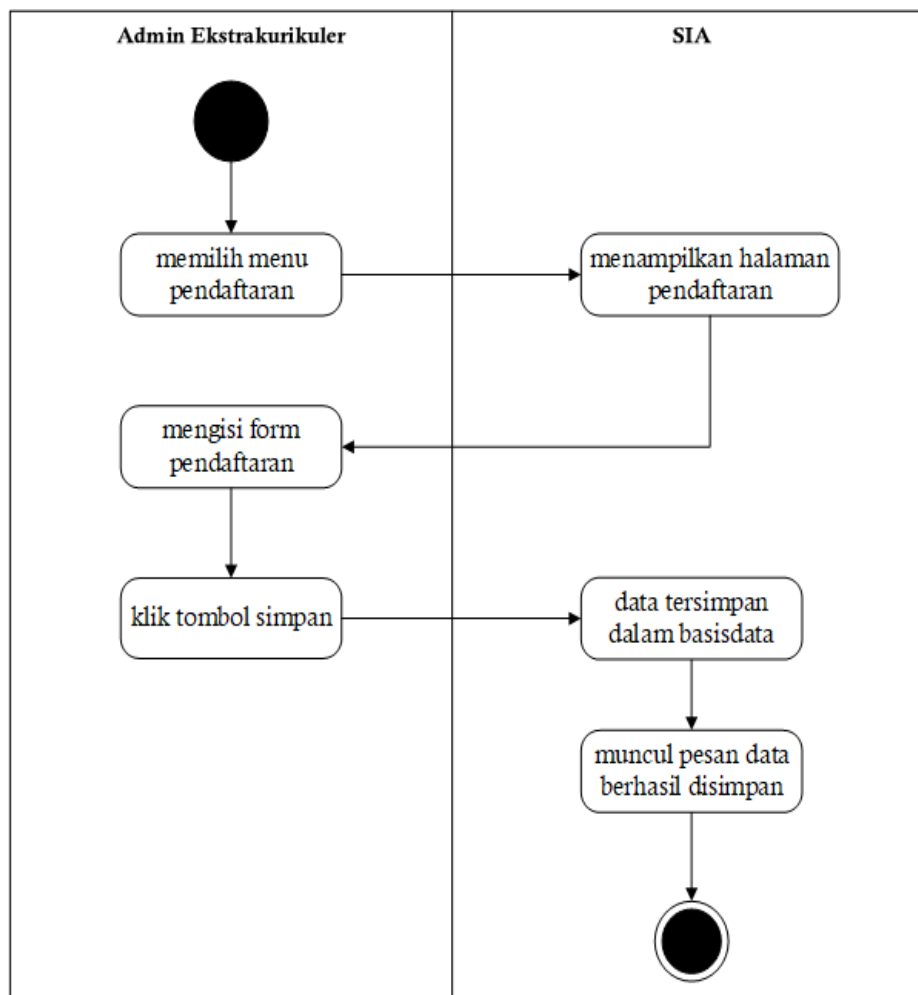 Admin Ekstrakurikuler
SIA
memilih menu
pendaftaran
menampilkan halaman
pendaftaran
mengisi form
pendaftaran
klik tombol simpan
data tersimpan
dalam basisdata
muncul pesan data
berhasil disimpan